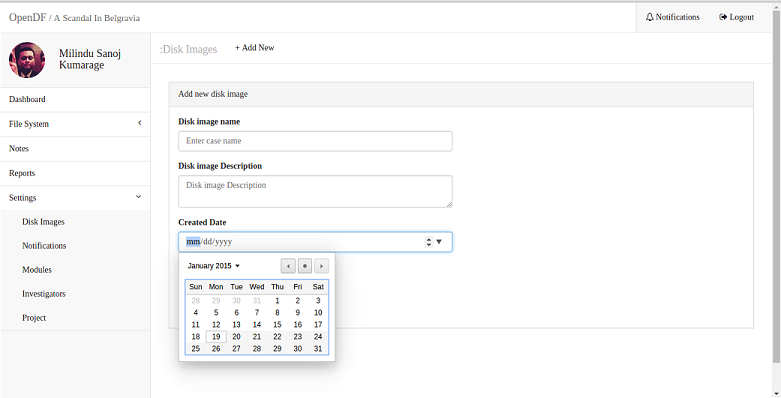 OpenDF / A Scandal In Belgravia
Notifications
Logout
Milindu Sanoj
Kumarage
:Disk Images
+ Add New
Dashboard
File System
Notes
Reports
Settings
Disk Images
Notifications
Modules
Investigators
Project
Add new disk image
Disk image name
Enter case name
Disk image Description
Disk image Description
Created Date
mm/dd/yyyy
January 2015
Sun Mon Tue Wed Thu Fri Sat
28 29 30 31 1 2 3
4 5 6 7 8 9 10
11 12 13 14 15 16 17
18 19 20 21 22 23 24
25 26 27 28 29 30 31